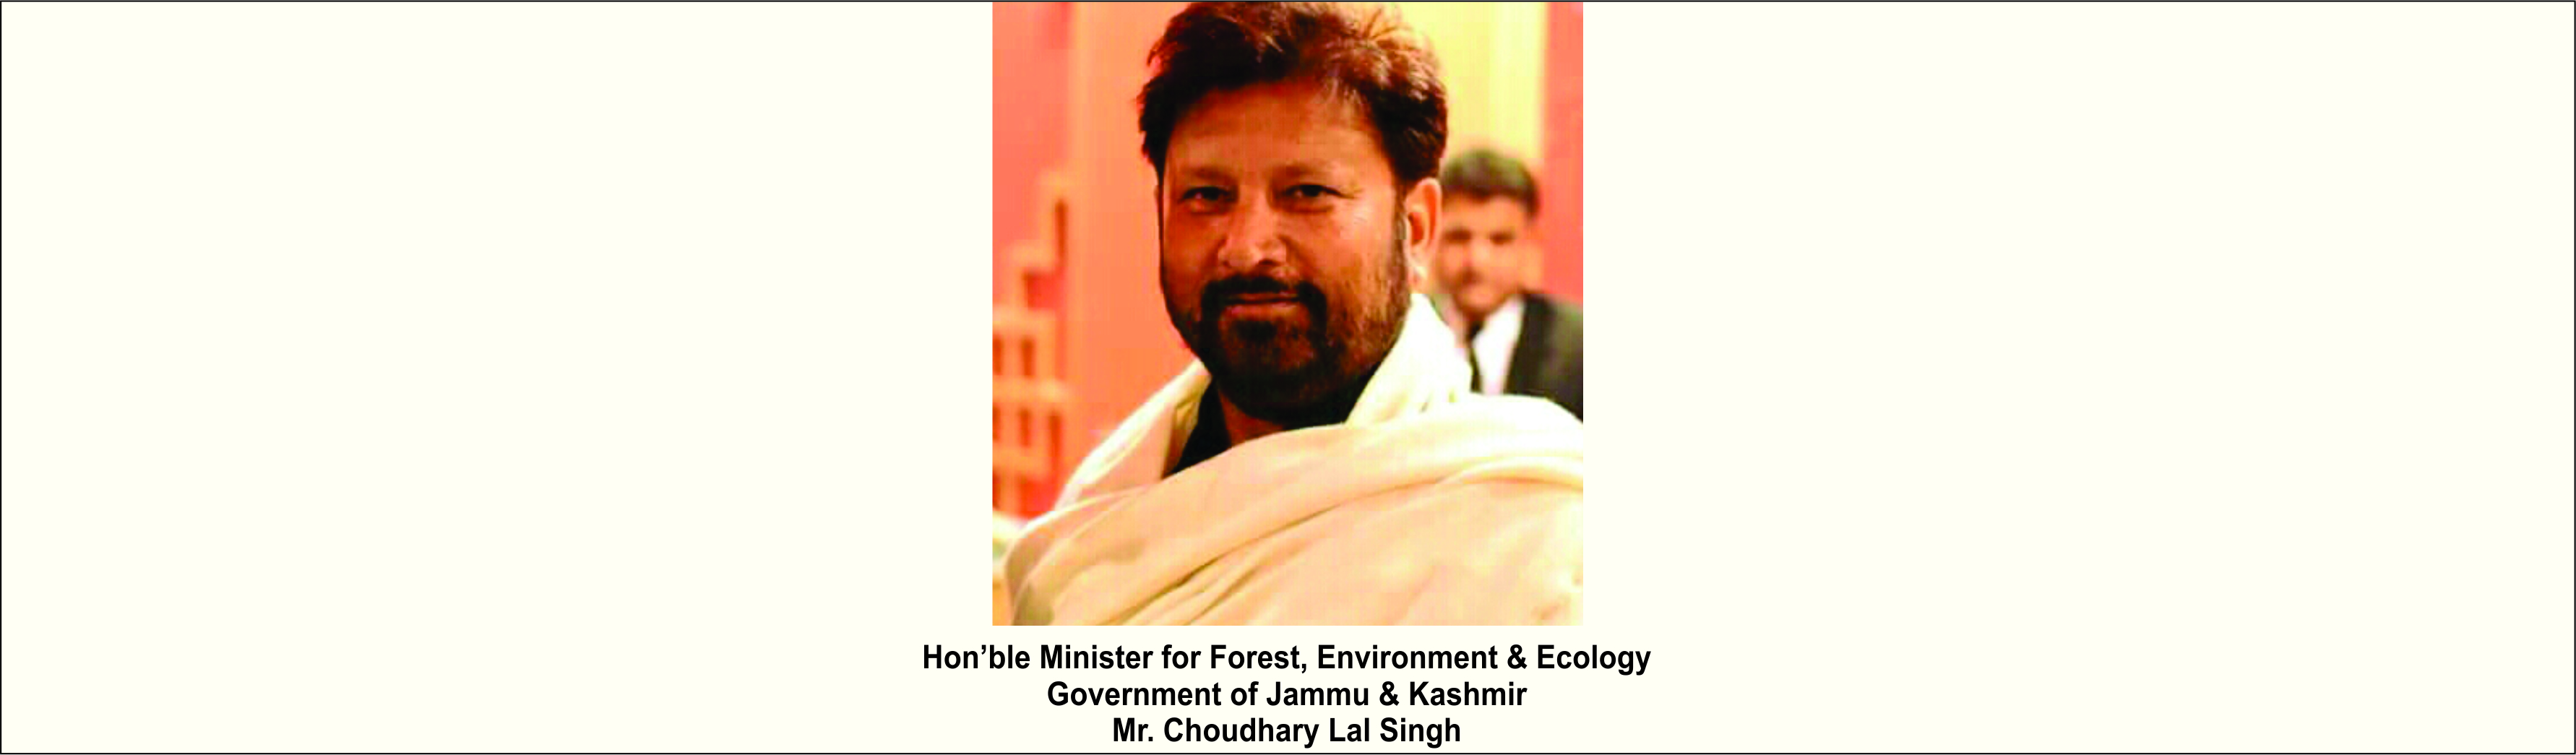 Hon’ble Minister for Forest, Environment & Ecology
Government of Jammu & Kashmir
Mr. Choudhary Lal Singh